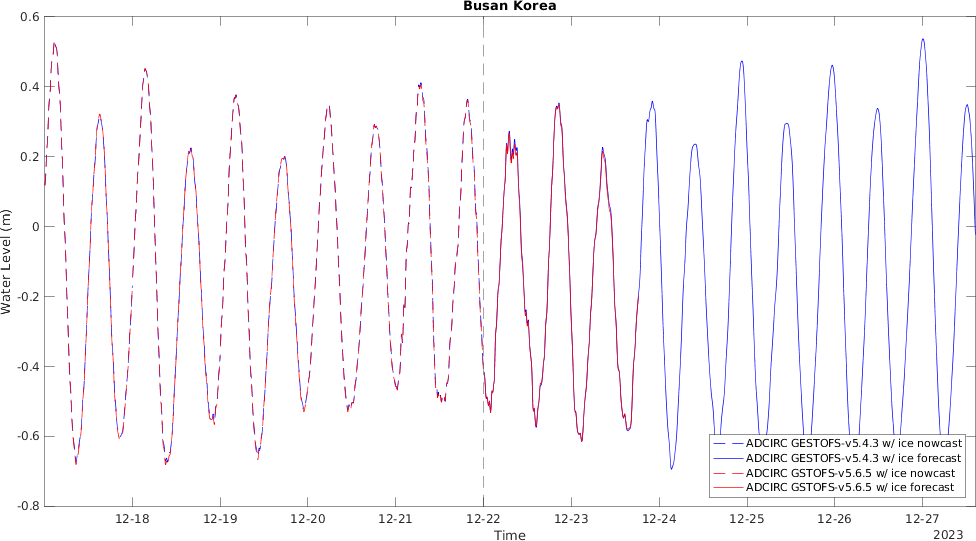 Busan Korea
Water Level (m)
0.6
0.4
0.2
0
-0.2
-0.4
-0.6
-0.8
12-18
12-19
12-20
12-21
12-22
12-23
12-24
12-25
12-26
12-27
Time
2023
ADCIRC GESTOFS-v5.4.3 w/ ice nowcast
ADCIRC GESTOFS-v5.4.3 w/ ice forecast
ADCIRC GSTOFS-v5.6.5 w/ ice nowcast
ADCIRC GSTOFS-v5.6.5 w/ ice forecast